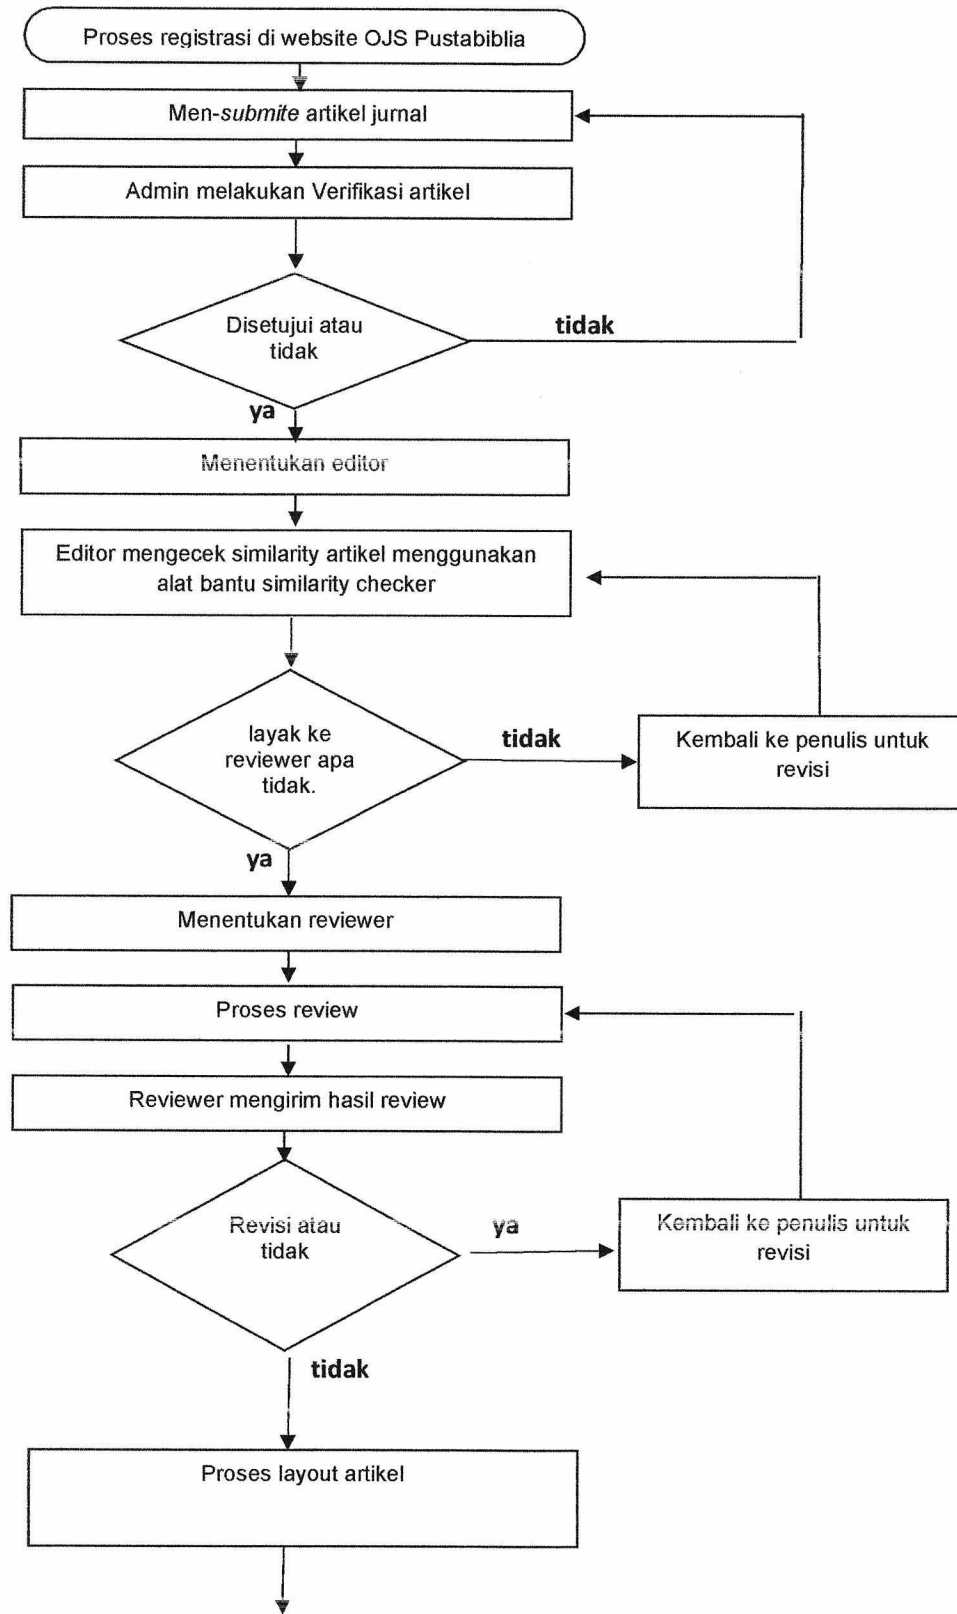 Proses registrasi di website OJS Pustabiblia
Men-submite artikel jurnal
Admin melakukan Verifikasi artikel
Disetujui atau
tidak
tidak
ya
Menentukan editor
Editor mengecek similarity artikel menggunakan
alat bantu similarity checker
layak ke
reviewer apa
tidak.
tidak
Kembali ke penulis untuk
revisi
ya
Menentukan reviewer
Proses review
Reviewer mengirim hasil review
Revisi atau
tidak
ya
Kembali ke penulis untuk
revisi
tidak
Proses layout artikel